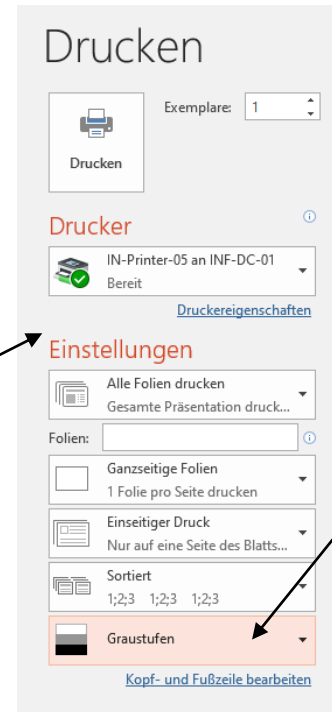 Drucken
Exemplare: 1
Drucken
Drucker
IN-Printer-05 an INF-DC-01
Bereit
Druckereigenschaften
Einstellungen
Alle Folien drucken
Gesamte Präsentation druck...
Folien:
Ganzseitige Folien
1 Folie pro Seite drucken
Einseitiger Druck
Nur auf eine Seite des Blatts...
Sortiert
1;2;3 1;2;3 1;2;3
Graustufen
Kopf- und Fußzeile bearbeiten